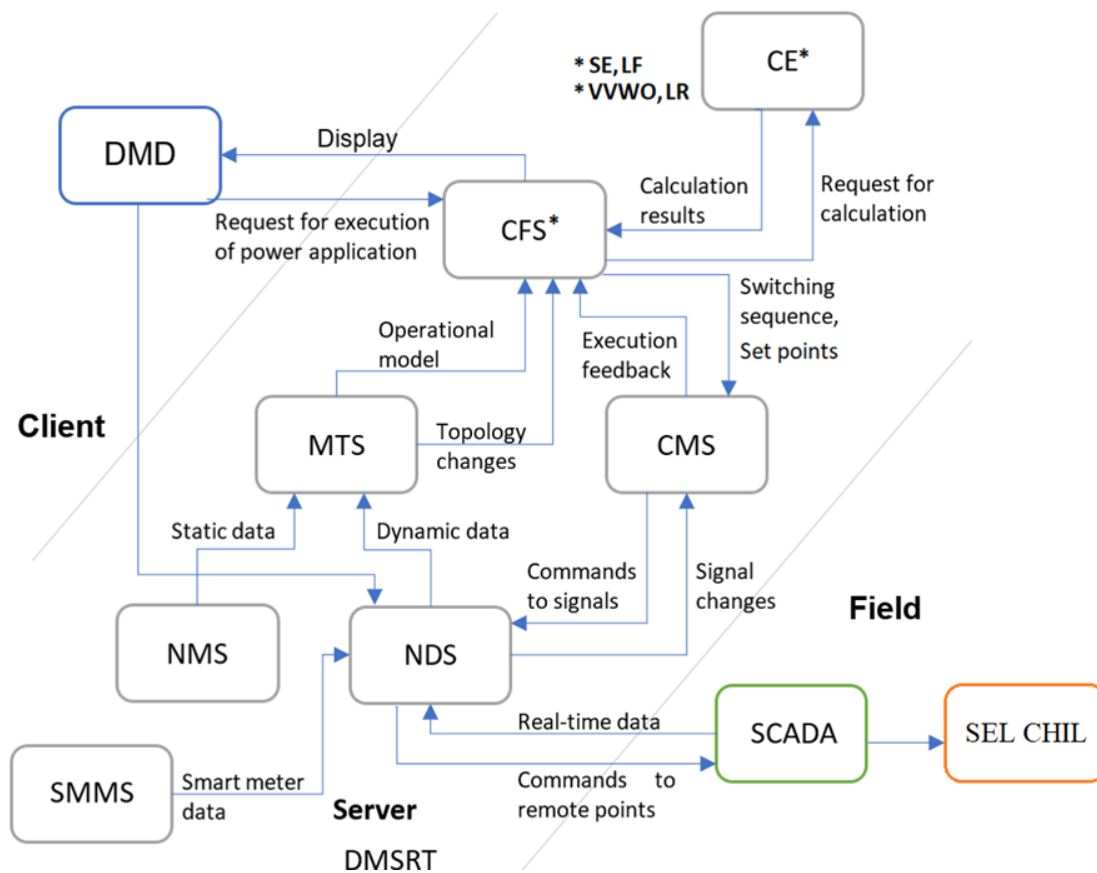 * SE, LF
* VVWO, LR
CE*
DMD
Display
Request for execution
of power application
CFS*
Calculation
results
Request for
calculation
Switching
sequence,
Set points
Operational
model
Execution
feedback
Client
MTS
Topology
changes
CMS
Static data
Dynamic data
Commands
to signals
Signal
changes
Field
NMS
NDS
Real-time data
SCADA
SEL CHIL
SMMS
Smart meter
data
Commands to
remote points
Server
DMSRT